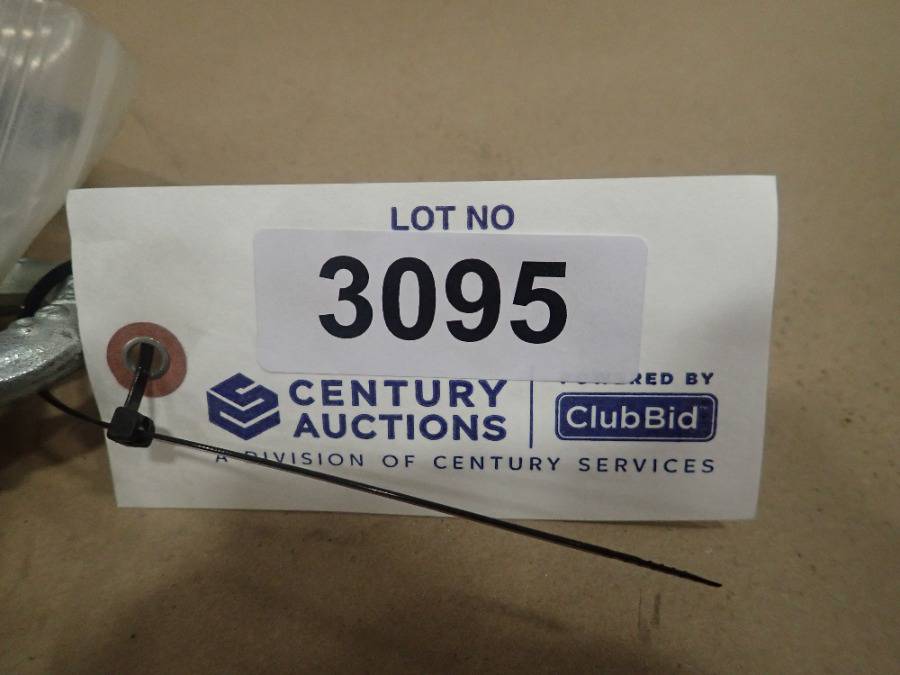 LOT NO
3095
CENTURY
AUCTIONS
POWERED BY
ClubBid
A DIVISION OF CENTURY SERVICES